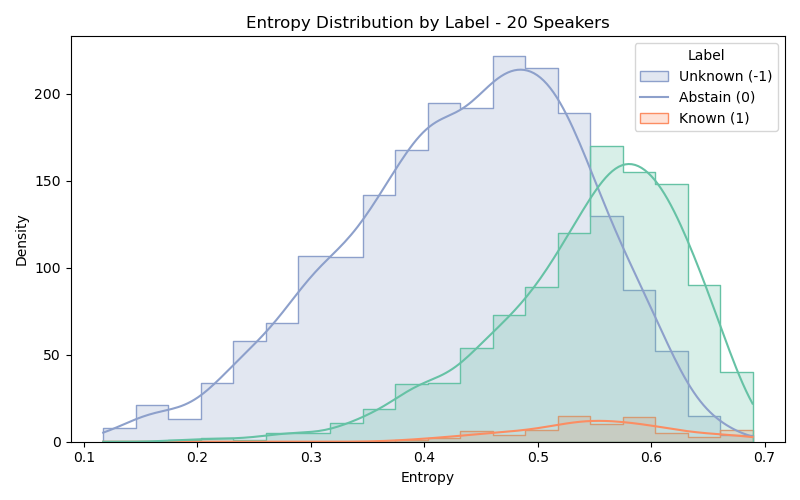 Entropy Distribution by Label - 20 Speakers
Label
Unknown (-1)
Abstain (0)
Known (1)
Density
200
150
100
50
0
0.1 0.2 0.3 0.4 0.5 0.6 0.7
Entropy